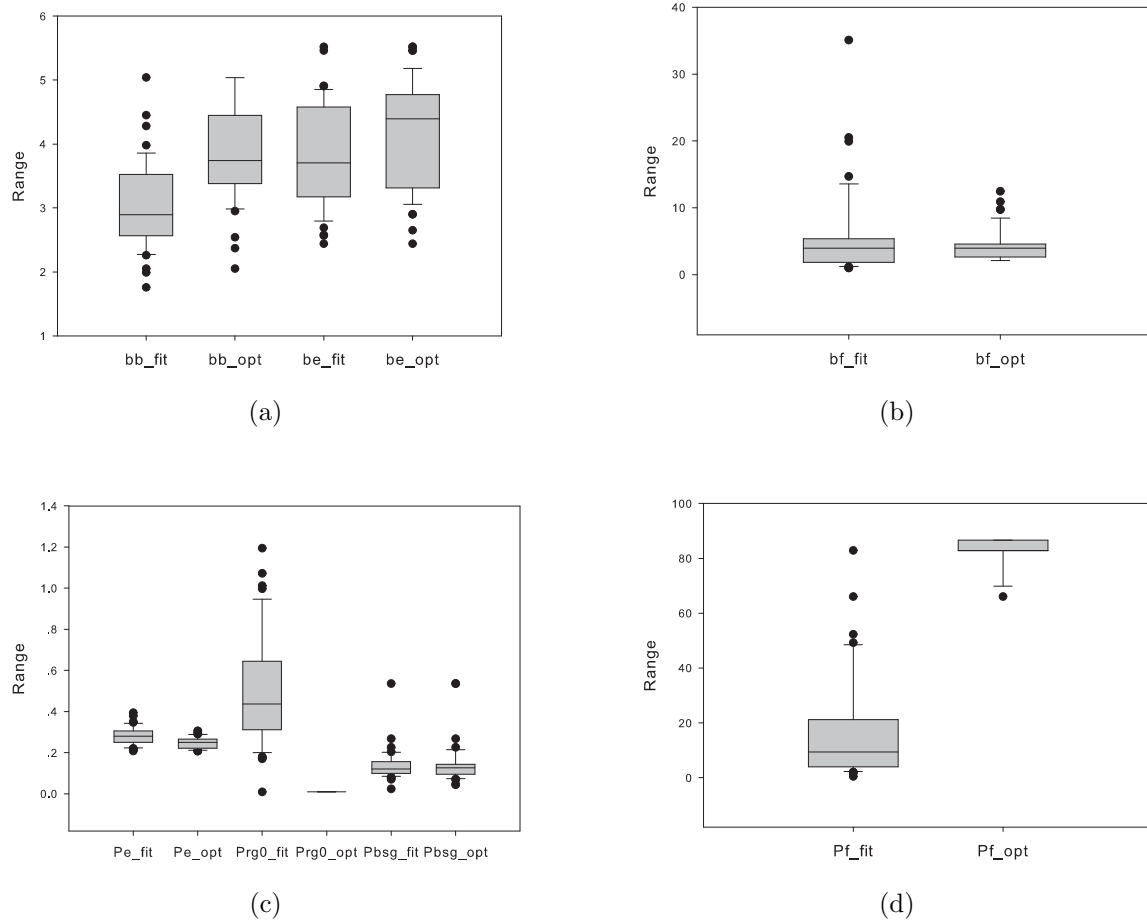 6
5
4
3
2
1
Range
bb_fit bb_opt be_fit be_opt
(a)
40
30
20
10
0
Range
bf_fit bf_opt
(b)
1.4
1.2
1.0
.8
.6
.4
.2
0.0
Range
Pe_fit Pe_opt Prg0_fit Prg0_opt Pbsg_fit Pbsg_opt
(c)
100
80
60
40
20
0
Range
Pf_fit Pf_opt
(d)